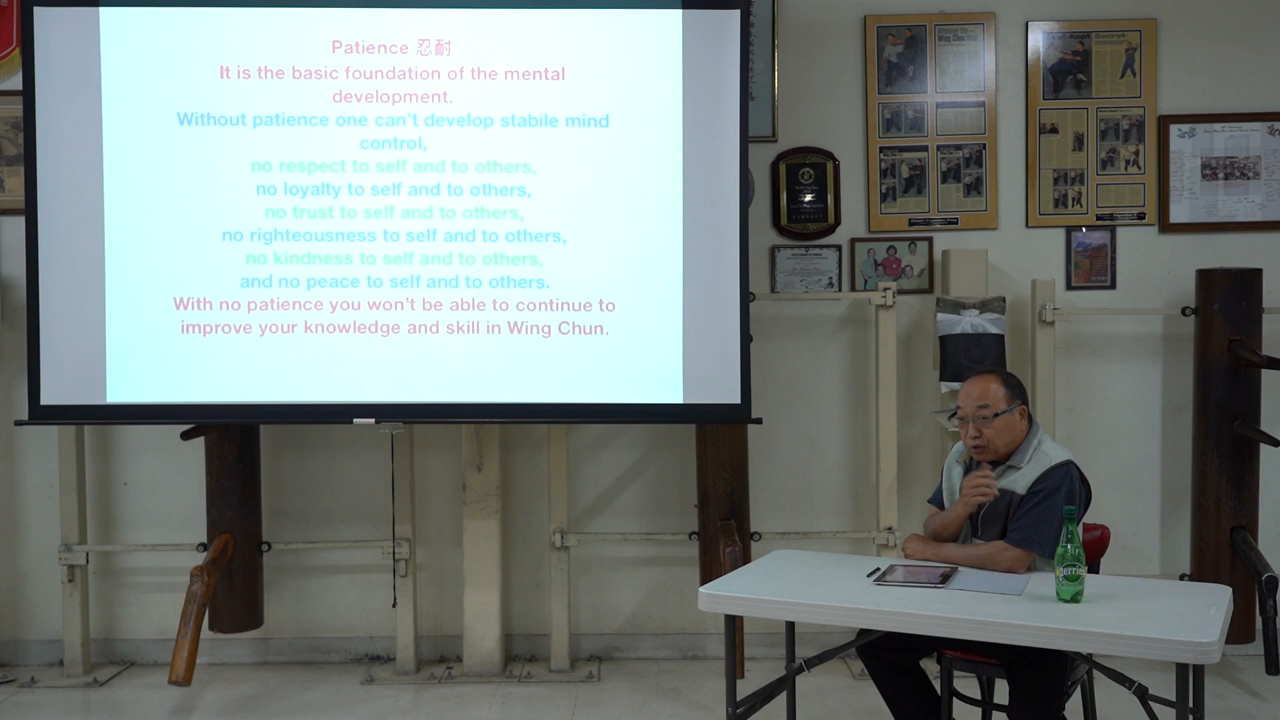 Patience 忍耐
It is the basic foundation of the mental
development.
Without patience one can't develop stabile mind
control,
no respect to self and to others,
no loyalty to self and to others,
no trust to self and to others,
no righteousness to self and to others,
no kindness to self and to others,
and no peace to self and to others.
With no patience you won't be able to continue to
improve your knowledge and skill in Wing Chun.
perrier